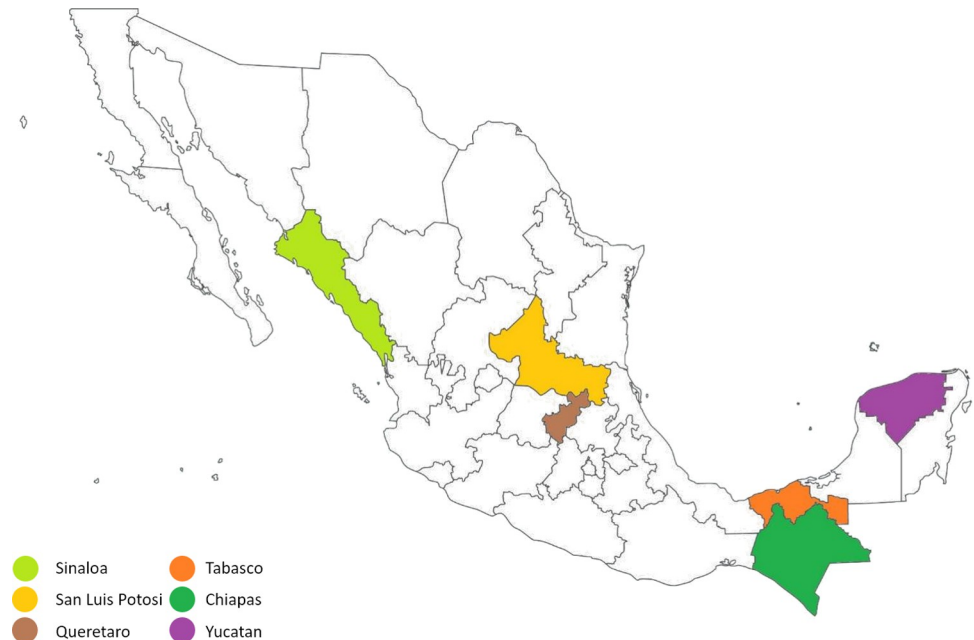 Sinaloa
San Luis Potosi
Queretaro
Tabasco
Chiapas
Yucatan